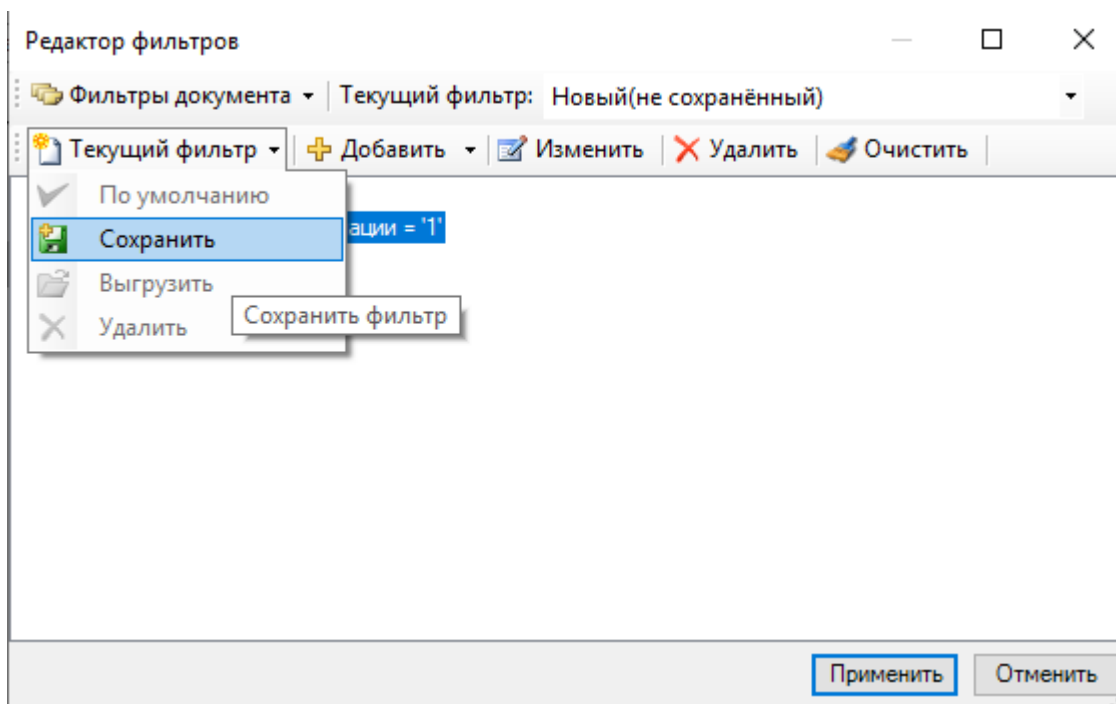 Редактор фильтров
Фильтры документа Текущий фильтр: Новый(не сохранённый)
Текущий фильтр Добавить Изменить Удалить Очистить
По умолчанию
Сохранить ации = '1'
Выгрузить
Удалить Сохранить фильтр
Применить Отменить